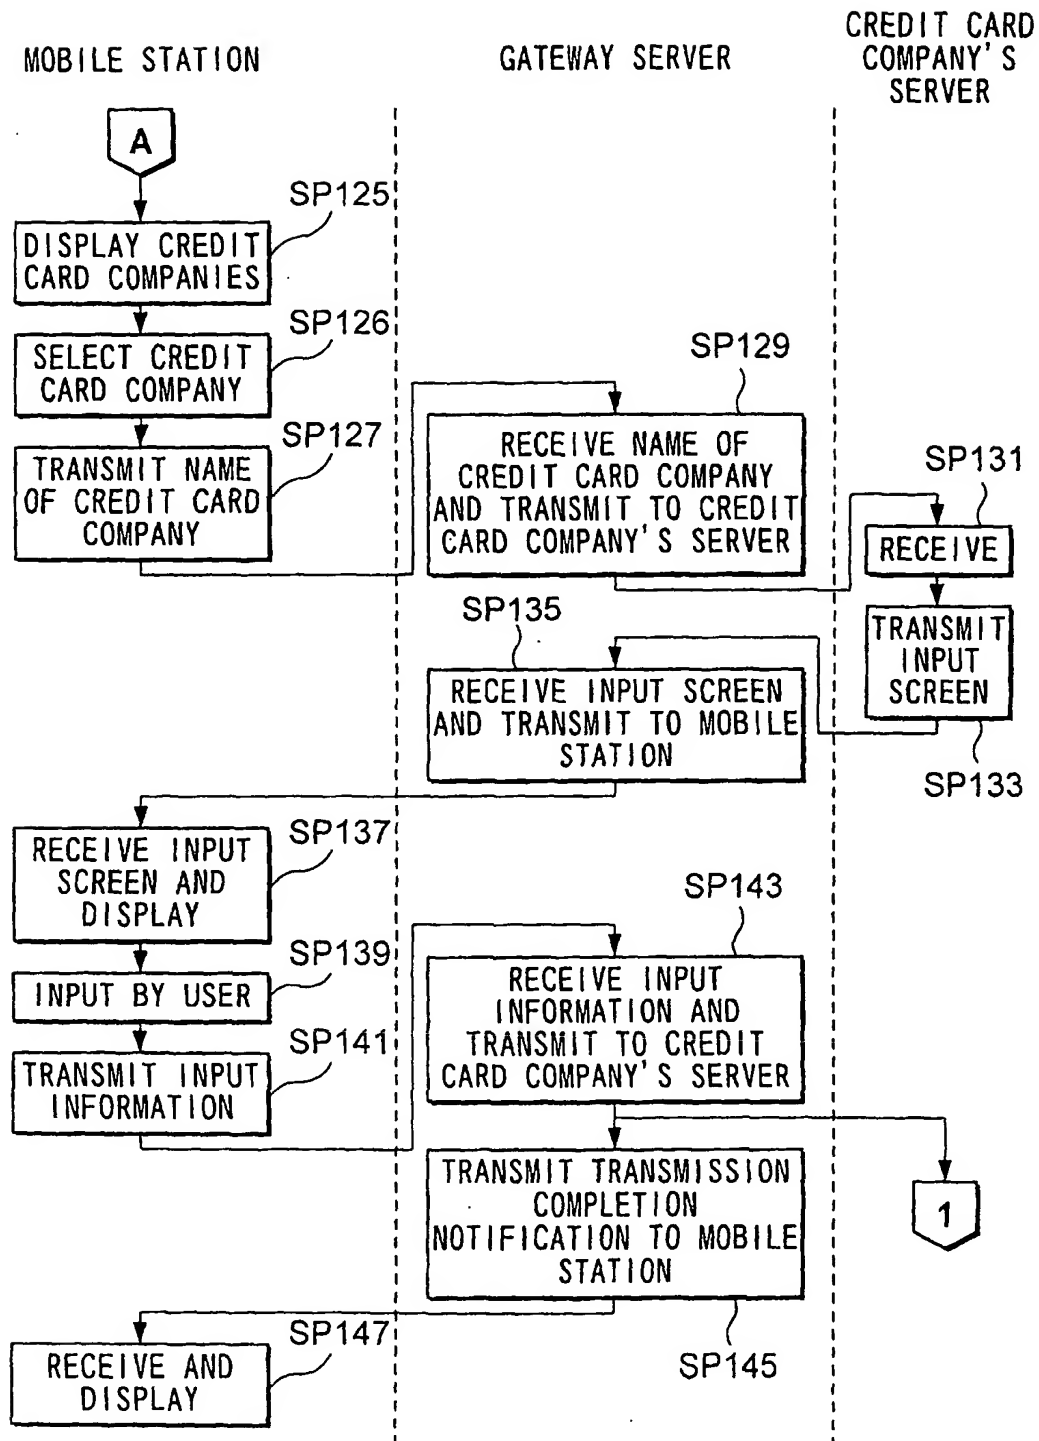 MOBILE STATION
GATEWAY SERVER
CREDIT CARD
COMPANY'S
SERVER
A
SP125
DISPLAY CREDIT
CARD COMPANIES
SP126
SELECT CREDIT
CARD COMPANY
SP127
TRANSMIT NAME
OF CREDIT CARD
COMPANY
SP129
RECEIVE NAME OF
CREDIT CARD COMPANY
AND TRANSMIT TO CREDIT
CARD COMPANY'S SERVER
SP131
RECEIVE
TRANSMIT
INPUT
SCREEN
SP133
SP135
RECEIVE INPUT SCREEN
AND TRANSMIT TO MOBILE
STATION
SP137
RECEIVE INPUT
SCREEN AND
DISPLAY
SP139
INPUT BY USER
SP141
TRANSMIT INPUT
INFORMATION
SP143
RECEIVE INPUT
INFORMATION AND
TRANSMIT TO CREDIT
CARD COMPANY'S SERVER
1
TRANSMIT TRANSMISSION
COMPLETION
NOTIFICATION TO MOBILE
STATION
SP145
SP147
RECEIVE AND
DISPLAY